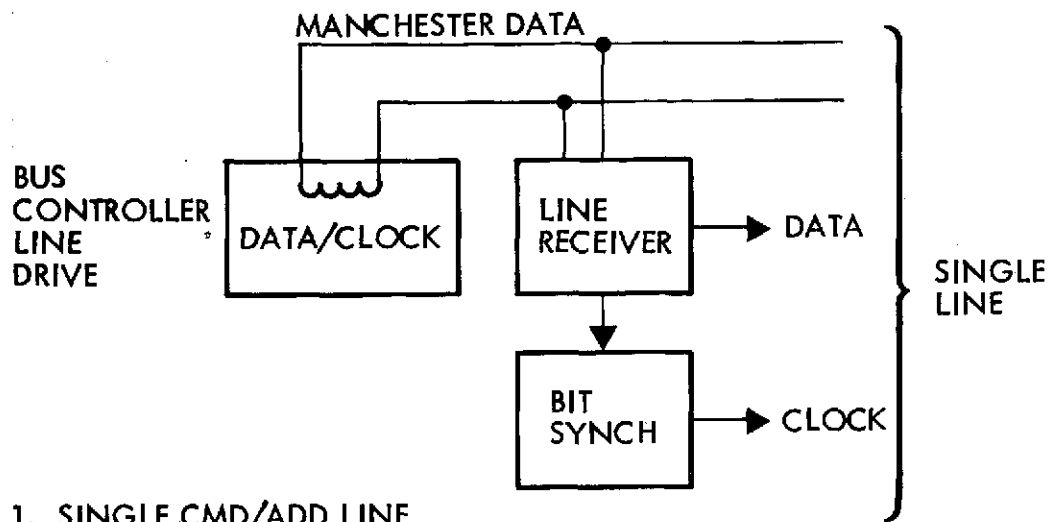 MANCHESTER DATA
BUS
CONTROLLER
LINE
DRIVE
DATA/CLOCK
LINE
RECEIVER
DATA
SINGLE
LINE
BIT
SYNCH
CLOCK
1. SINGLE CMD/ADD LINE